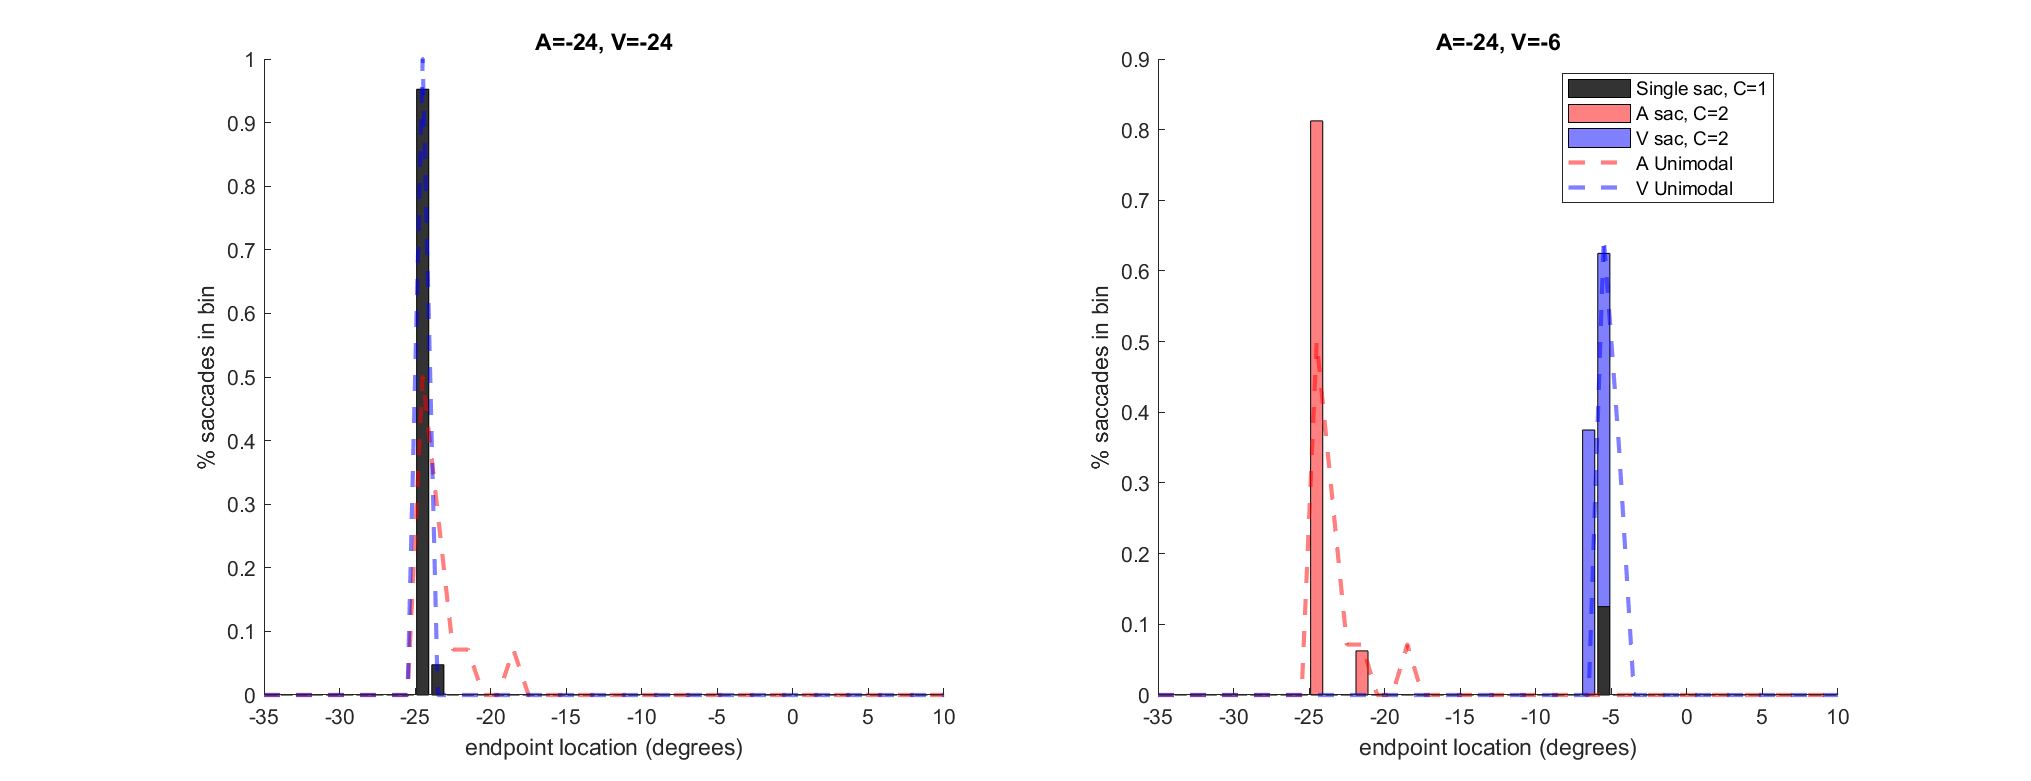 A=-24, V=-24
% saccades in bin
1
0.9
0.8
0.7
0.6
0.5
0.4
0.3
0.2
0.1
0
-35 -30 -25 -20 -15 -10 -5 0 5 10
endpoint location (degrees)
A=-24, V=-6
% saccades in bin
0.9
0.8
0.7
0.6
0.5
0.4
0.3
0.2
0.1
0
-35 -30 -25 -20 -15 -10 -5 0 5 10
endpoint location (degrees)
Single sac, C=1
A sac, C=2
V sac, C=2
A Unimodal
V Unimodal